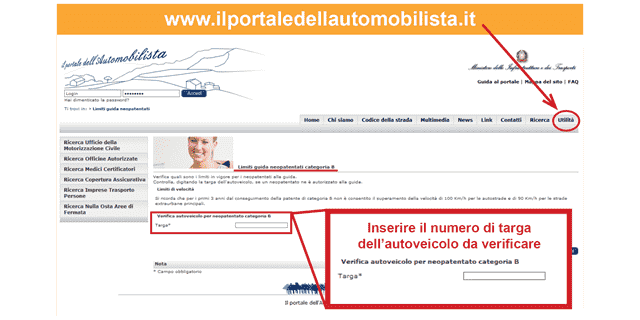 www.ilportaledellautomobilista.it
il portale dell'Automobilista
Ministero delle Infrastrutture e dei Trasporti
Guida al portale | Mappa del sito | FAQ
Login
Accedi
Hai dimenticato la password?
Ti trovi in: > Limiti guida neopatentati
Home Chi siamo Codice della strada Multimedia News Link Contatti Ricerca Utilità
Ricerca Ufficio della
Motorizzazione Civile
Ricerca Officine Autorizzate
Ricerca Medici Certificatori
Ricerca Copertura Assicurativa
Ricerca Imprese Trasporto
Persone
Ricerca Nulla Osta Aree di
Fermata
Limiti guida neopatentati categoria B
Verifica quali sono i limiti in vigore per i neopatentati alla guida.
Controlla, digitando la targa dell'autoveicolo, se un neopatentato ne è autorizzato alla guida.
Limiti di velocità
Si ricorda che per i primi 3 anni dal conseguimento della patente di categoria B non è consentito il superamento della velocità di 100 KM/h per le autostrade e di 90 KM/h per le strade
extraurbane principali.
Verifica autoveicolo per neopatentato categoria B
Targa*
Nota
* Campo obbligatorio
Il portale dell'A
Inserire il numero di targa
dell'autoveicolo da verificare
Verifica autoveicolo per neopatentato categoria B
Targa*